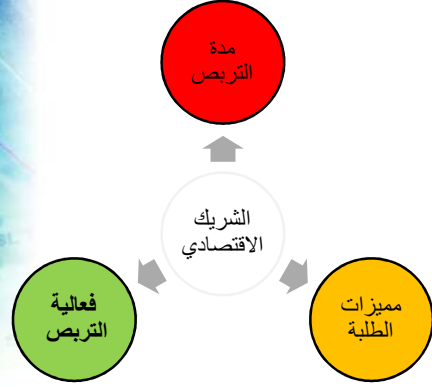 مدة
التربص
الشريك
الاقتصادي
مميزات
الطلبة
فعالية
التربص